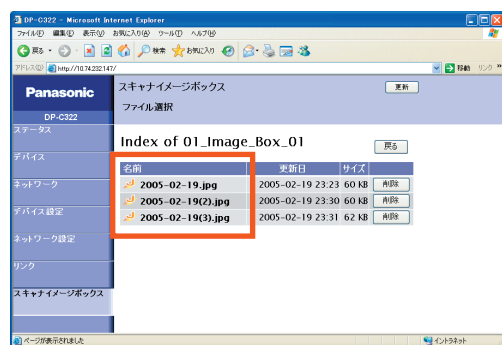 DP-C322 - Microsoft Internet Explorer
ファイル(F) 編集(E) 表示(V) お気に入り(A) ツール(T) ヘルプ(H)
戻る 検索 お気に入り
アドレス(D) http://10.74.232.147/ 移動 リンク »
Panasonic
DP-C322
ステータス
デバイス
ネットワーク
デバイス設定
ネットワーク設定
リンク
スキャナイメージボックス
スキャナイメージボックス 更新
ファイル選択
Index of 01_Image_Box_01 戻る
名前 更新日 サイズ
2005-02-19.jpg 2005-02-19 23:23 60 KB 削除
2005-02-19(2).jpg 2005-02-19 23:30 60 KB 削除
2005-02-19(3).jpg 2005-02-19 23:31 62 KB 削除
ページが表示されました イントラネット